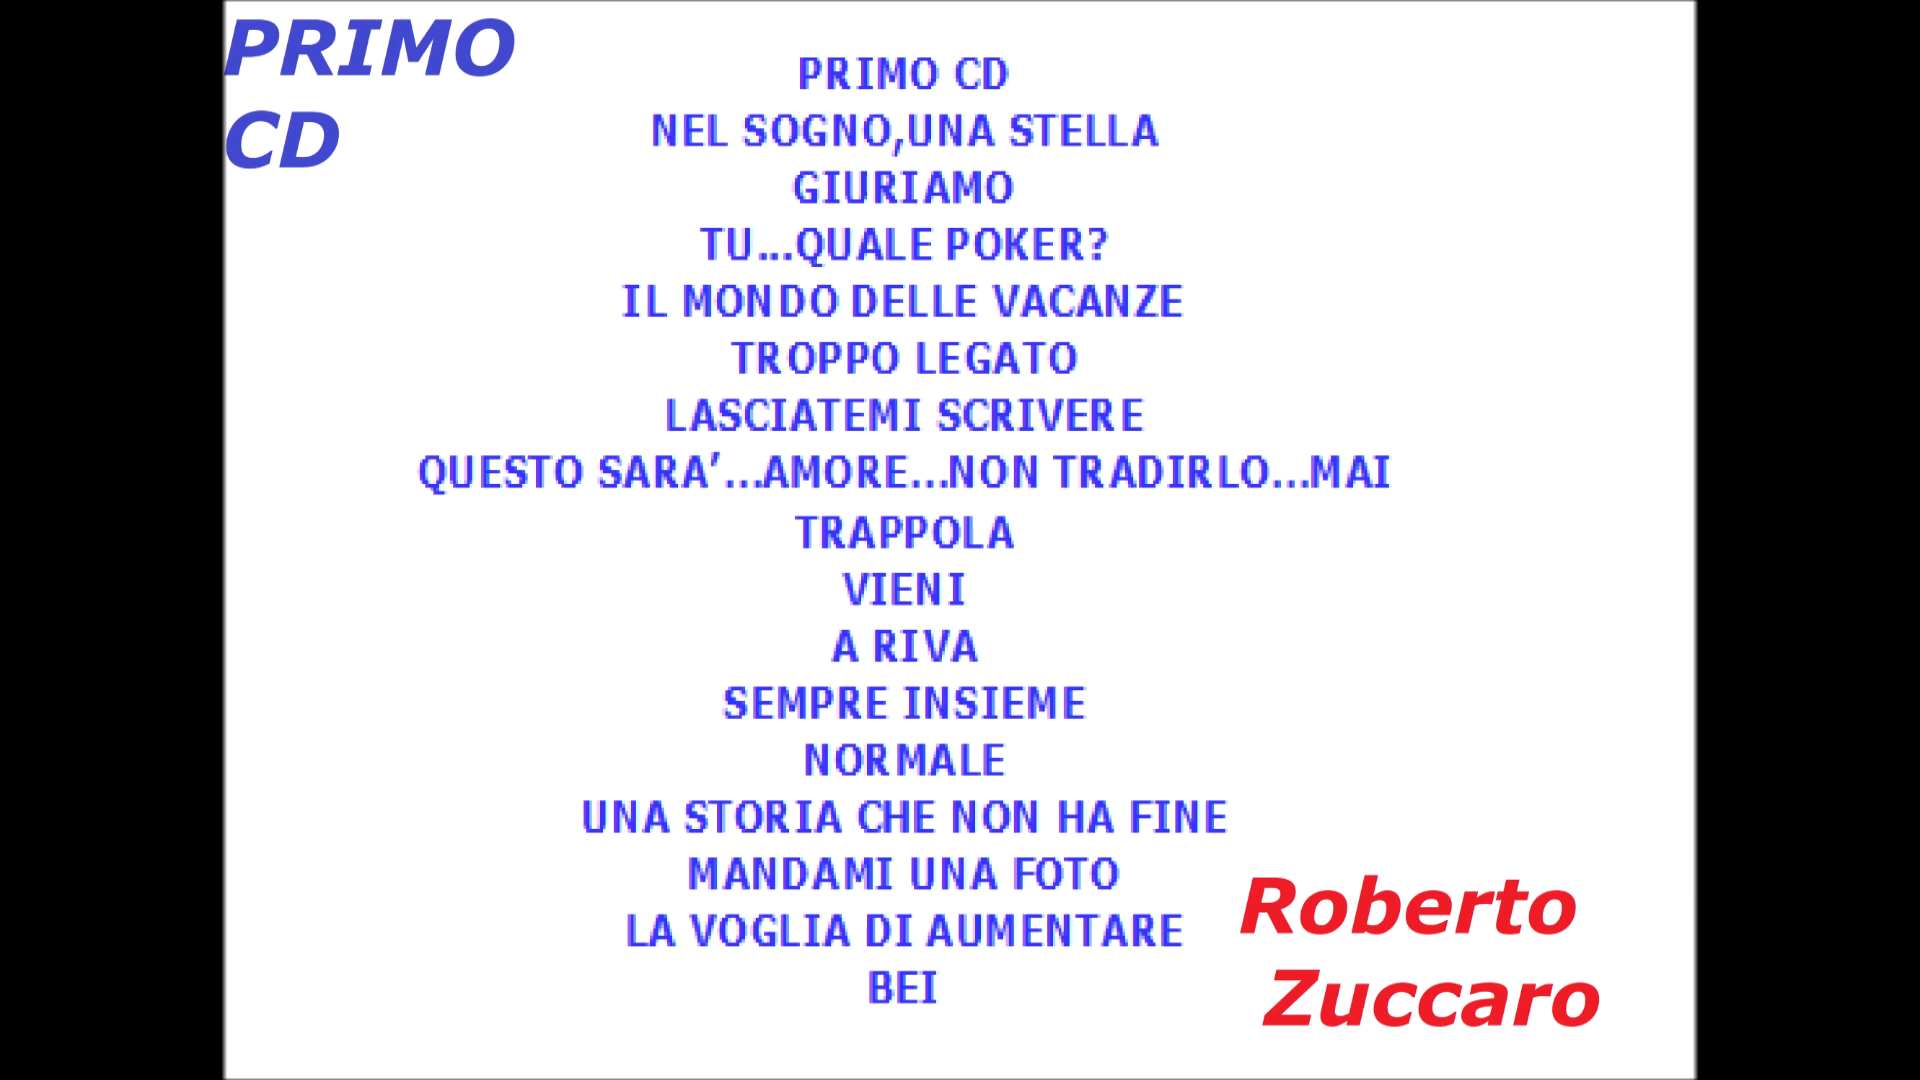 PRIMO
CD
PRIMO CD
NEL SOGNO,UNA STELLA
GIURIAMO
TU...QUALE POKER?
IL MONDO DELLE VACANZE
TROPPO LEGATO
LASCIATEMI SCRIVERE
QUESTO SARA’...AMORE...NON TRADIRLO...MAI
TRAPPOLA
VIENI
A RIVA
SEMPRE INSIEME
NORMALE
UNA STORIA CHE NON HA FINE
MANDAMI UNA FOTO
LA VOGLIA DI AUMENTARE
BEI
Roberto
Zuccaro